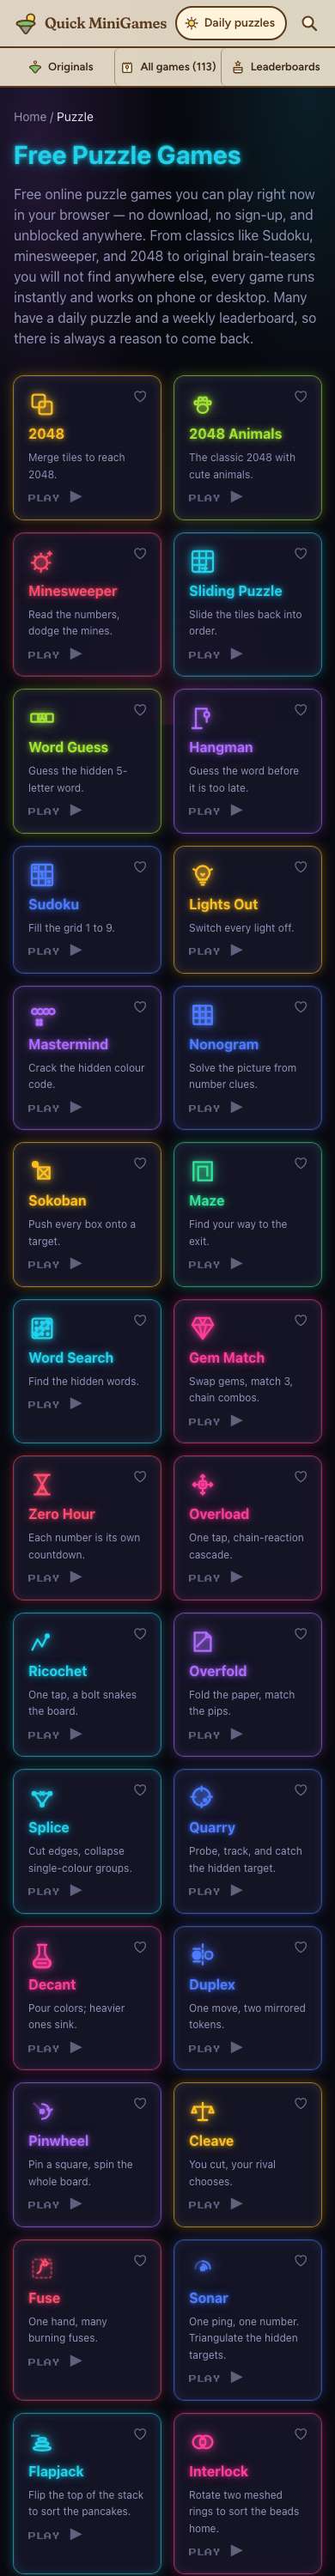 Quick MiniGames
Daily puzzles
Originals
All games (113)
Leaderboards
Home / Puzzle
Free Puzzle Games
Free online puzzle games you can play right now
in your browser — no download, no sign-up, and
unblocked anywhere. From classics like Sudoku,
minesweeper, and 2048 to original brain-teasers
you will not find anywhere else, every game runs
instantly and works on phone or desktop. Many
have a daily puzzle and a weekly leaderboard, so
there is always a reason to come back.
2048
Merge tiles to reach
2048.
PLAY
2048 Animals
The classic 2048 with
cute animals.
PLAY
Minesweeper
Read the numbers,
dodge the mines.
PLAY
Sliding Puzzle
Slide the tiles back into
order.
PLAY
Word Guess
Guess the hidden 5-
letter word.
PLAY
Hangman
Guess the word before
it is too late.
PLAY
Sudoku
Fill the grid 1 to 9.
PLAY
Lights Out
Switch every light off.
PLAY
Mastermind
Crack the hidden colour
code.
PLAY
Nonogram
Solve the picture from
number clues.
PLAY
Sokoban
Push every box onto a
target.
PLAY
Maze
Find your way to the
exit.
PLAY
Word Search
Find the hidden words.
PLAY
Gem Match
Swap gems, match 3,
chain combos.
PLAY
Zero Hour
Each number is its own
countdown.
PLAY
Overload
One tap, chain-reaction
cascade.
PLAY
Ricochet
One tap, a bolt snakes
the board.
PLAY
Overfold
Fold the paper, match
the pips.
PLAY
Splice
Cut edges, collapse
single-colour groups.
PLAY
Quarry
Probe, track, and catch
the hidden target.
PLAY
Decant
Pour colors; heavier
ones sink.
PLAY
Duplex
One move, two mirrored
tokens.
PLAY
Pinwheel
Pin a square, spin the
whole board.
PLAY
Cleave
You cut, your rival
chooses.
PLAY
Fuse
One hand, many
burning fuses.
PLAY
Sonar
One ping, one number.
Triangulate the hidden
targets.
PLAY
Flapjack
Flip the top of the stack
to sort the pancakes.
PLAY
Interlock
Rotate two meshed
rings to sort the beads
home.
PLAY